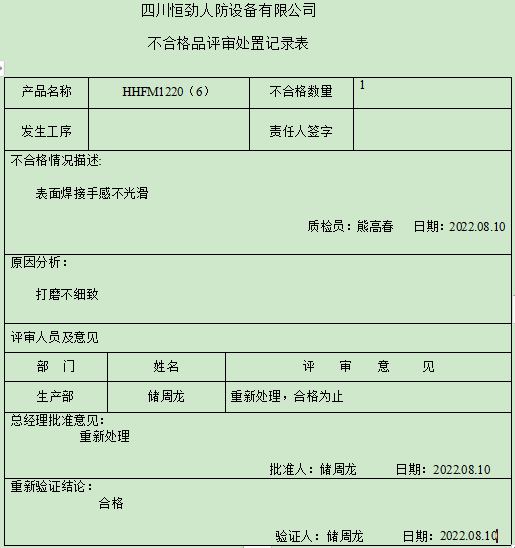 四川恒劲人防设备有限公司
不合格品评审处置记录表
产品名称 HHFM1220（6） 不合格数量 1
发生工序 责任人签字
不合格情况描述:
表面焊接手感不光滑
质检员：熊高春 日期：2022.08.10
原因分析：
打磨不细致
评审人员及意见
部 门 姓名 评 审 意 见
生产部 储周龙 重新处理，合格为止
总经理批准意见：
重新处理
批准人：储周龙 日期：2022.08.10
重新验证结论：
合格
验证人：储周龙 日期：2022.08.10